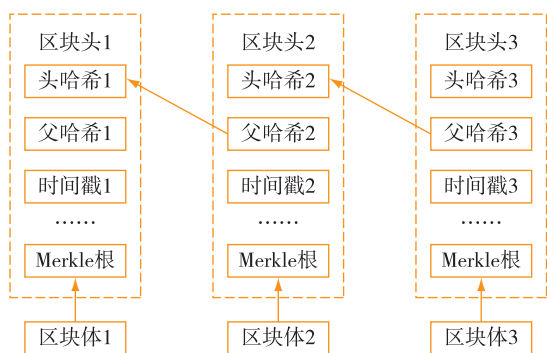 区块头1 区块头2 区块头3
头哈希1 头哈希2 头哈希3
父哈希1 父哈希2 父哈希3
时间戳1 时间戳2 时间戳3
…… …… ……
Merkle根 Merkle根 Merkle根
区块体1 区块体2 区块体3